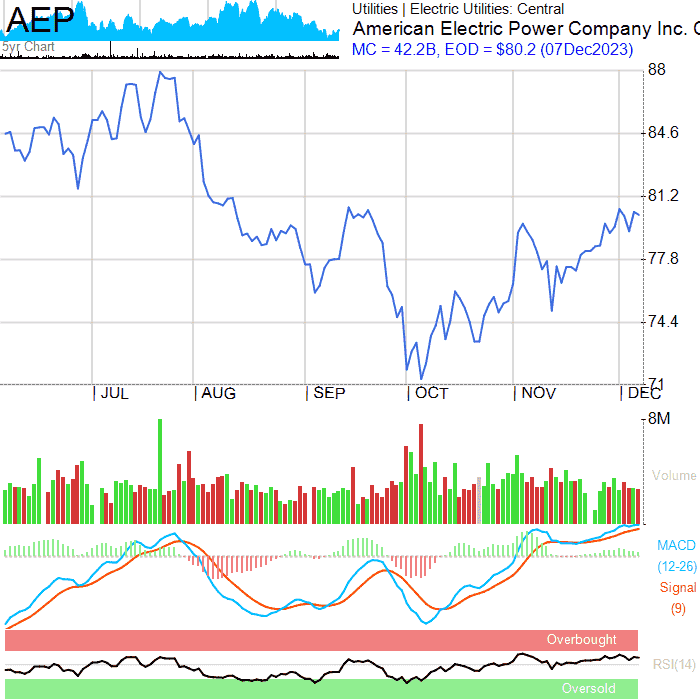 AEP
5yr Chart
Utilities | Electric Utilities: Central
American Electric Power Company Inc.
MC = 42.2B, EOD = $80.2 (07Dec2023)
88
84.6
81.2
77.8
74.4
71
| JUL | AUG | SEP | OCT | NOV | DEC
8M
Volume
MACD
(12-26)
Signal
(9)
Overbought
RSI(14)
Oversold